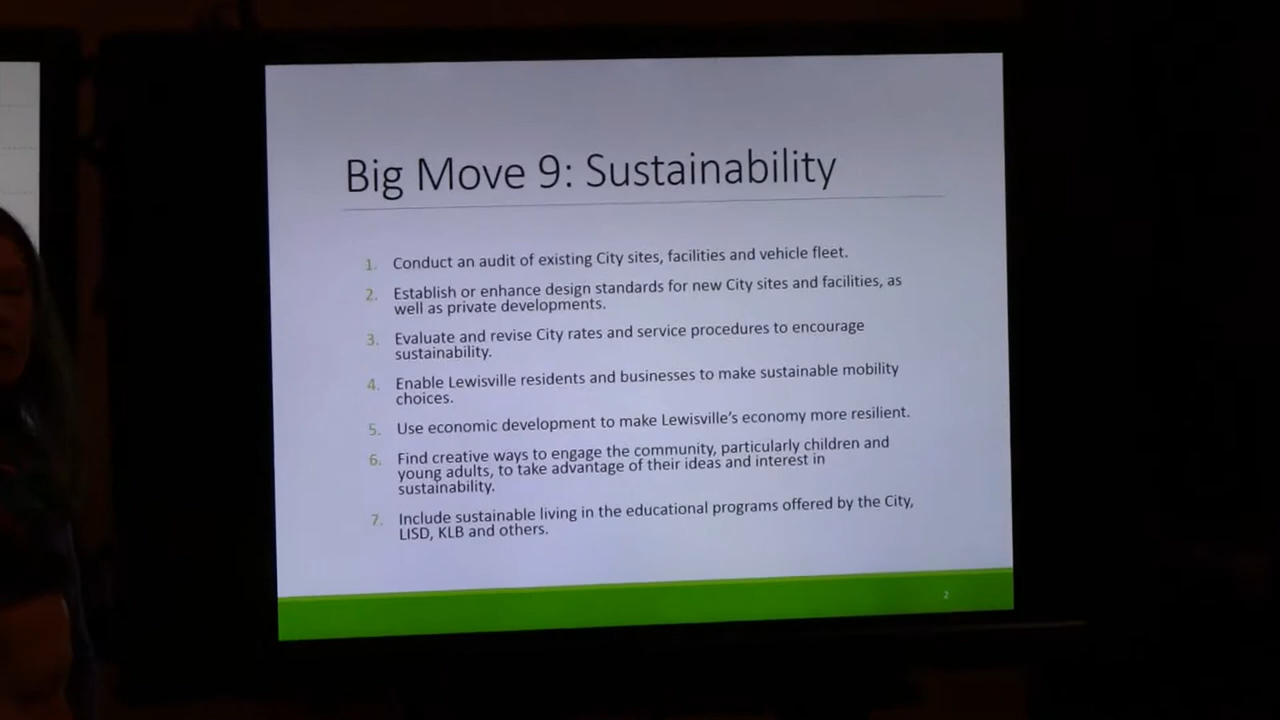 Big Move 9: Sustainability
1. Conduct an audit of existing City sites, facilities and vehicle fleet.
2. Establish or enhance design standards for new City sites and facilities, as
well as private developments.
3. Evaluate and revise City rates and service procedures to encourage
sustainability.
4. Enable Lewisville residents and businesses to make sustainable mobility
choices.
5. Use economic development to make Lewisville's economy more resilient.
6. Find creative ways to engage the community, particularly children and
young adults, to take advantage of their ideas and interest in
sustainability.
7. Include sustainable living in the educational programs offered by the City,
LISD, KLB and others.
2